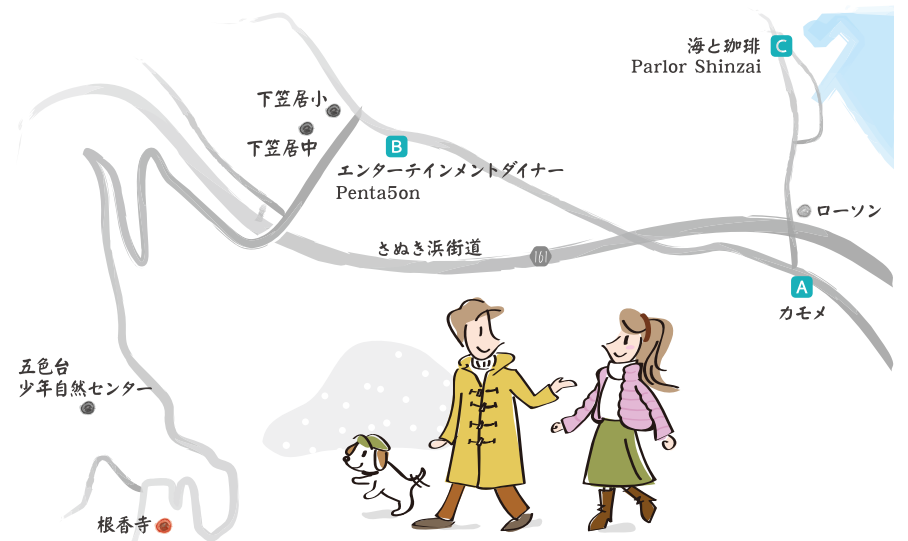 海と珈琲
Parlor Shinzai
C
下笠居小
下笠居中
B
エンターテインメントダイナー
Penta5on
ローソン
さぬき浜街道
161
A
カモメ
五色台
少年自然センター
根香寺